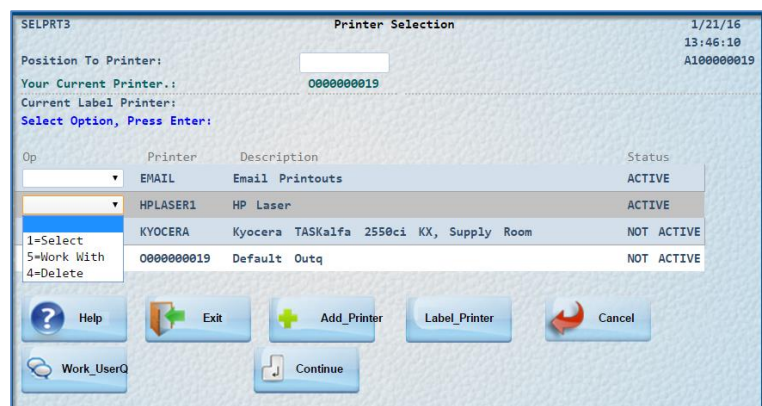 SELPRT3 Printer Selection 1/21/16
13:46:10
Position To Printer: A100000019
Your Current Printer.: O000000019
Current Label Printer:
Select Option, Press Enter:
Op Printer Description Status
EMAIL Email Printouts ACTIVE
HPLASER1 HP Laser ACTIVE
KYOCERA Kyocera TASKalfa 2550ci KX, Supply Room NOT ACTIVE
1=Select
5=Work With O000000019 Default Outq NOT ACTIVE
4=Delete
Help Exit Add_Printer Label_Printer Cancel
Work_UserQ Continue